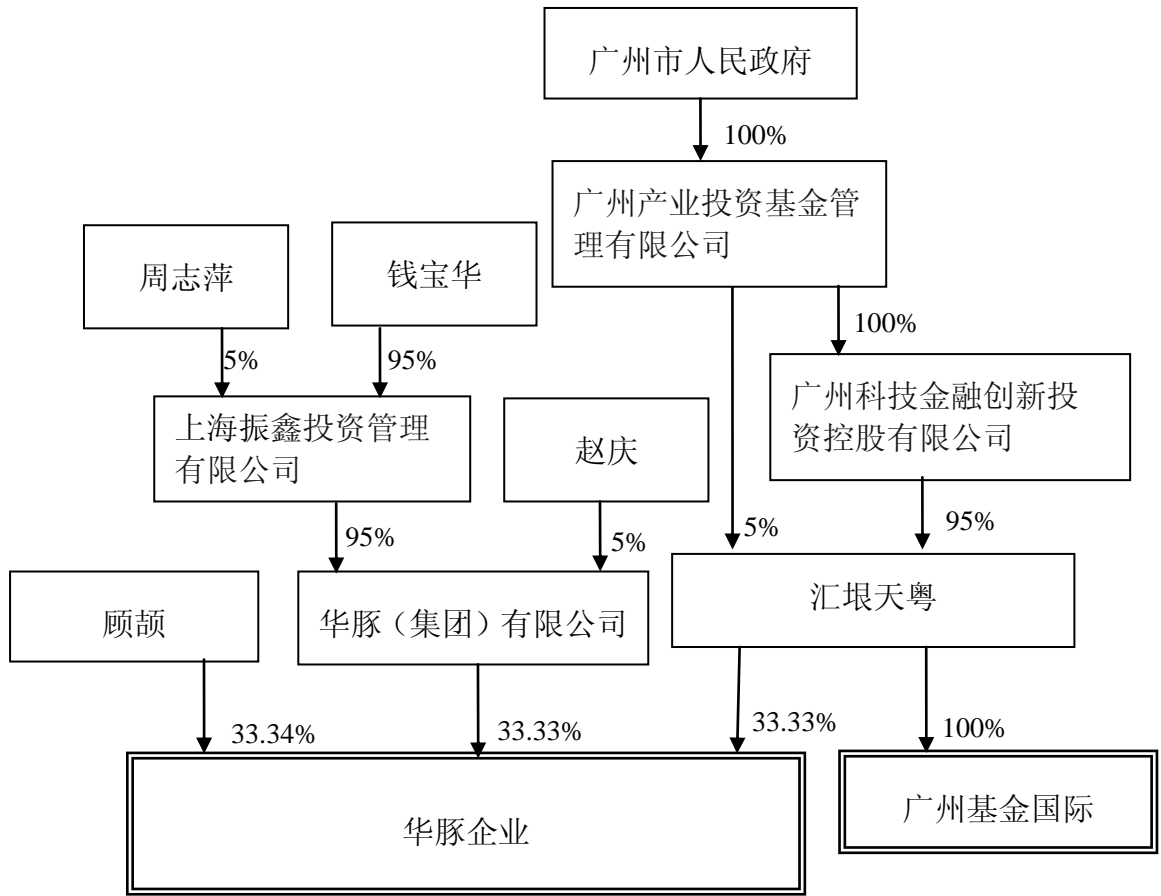 广州市人民政府
100%
广州产业投资基金管
理有限公司
周志萍
钱宝华
100%
5%
95%
广州科技金融创新投
资控股有限公司
上海振鑫投资管理
有限公司
赵庆
95%
5%
5%
95%
顾颉
华豚（集团）有限公司
汇垠天粤
33.34%
33.33%
33.33%
100%
华豚企业
广州基金国际